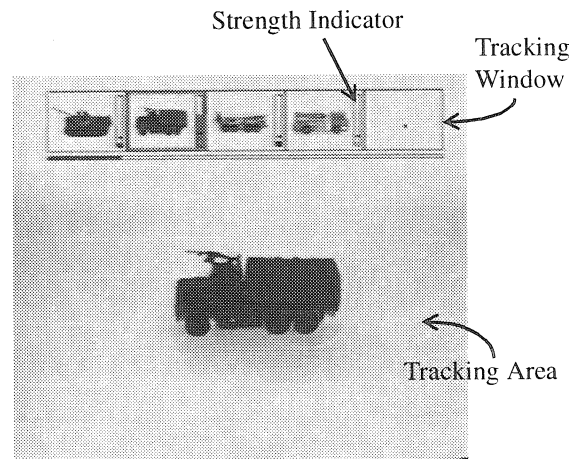 Strength Indicator
Tracking
Window
Tracking Area